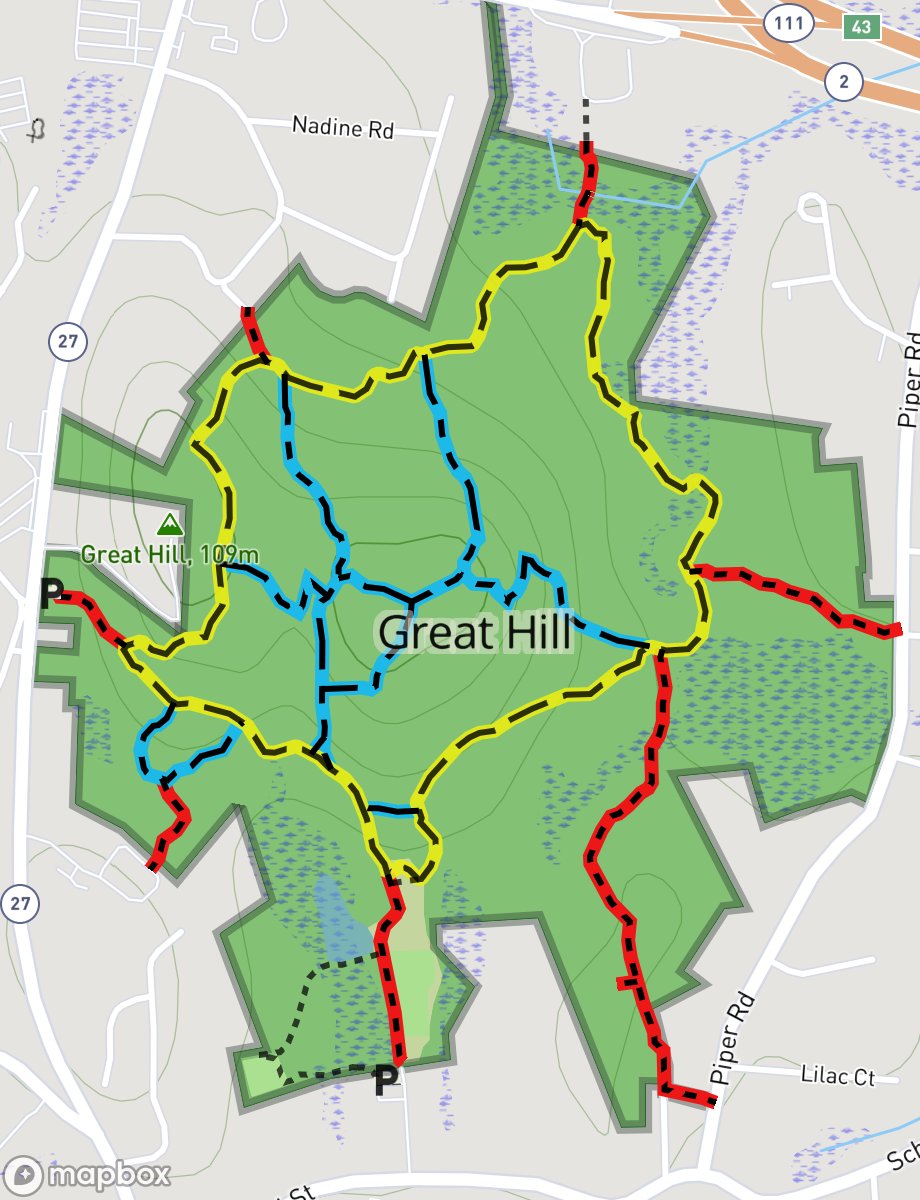 111
43
2
Nadine Rd
27
Piper Rd
Great Hill, 109m
P
Great Hill
27
Piper Rd
P
Lilac Ct
mapbox
St
Sch